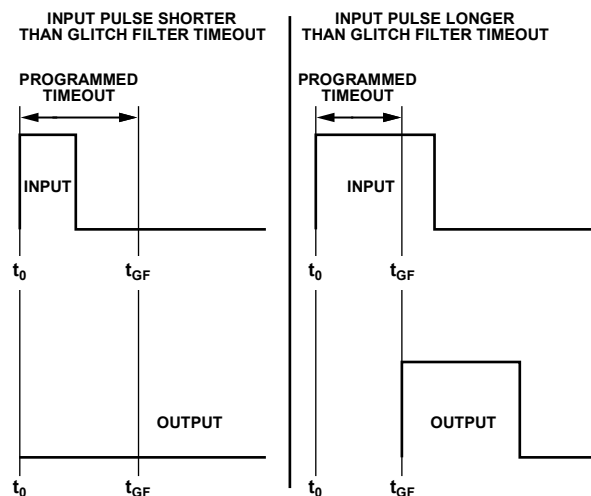 INPUT PULSE SHORTER
THAN GLITCH FILTER TIMEOUT
PROGRAMMED
TIMEOUT
INPUT
t0
tGF
OUTPUT
t0
tGF
INPUT PULSE LONGER
THAN GLITCH FILTER TIMEOUT
PROGRAMMED
TIMEOUT
INPUT
t0
tGF
OUTPUT
t0
tGF